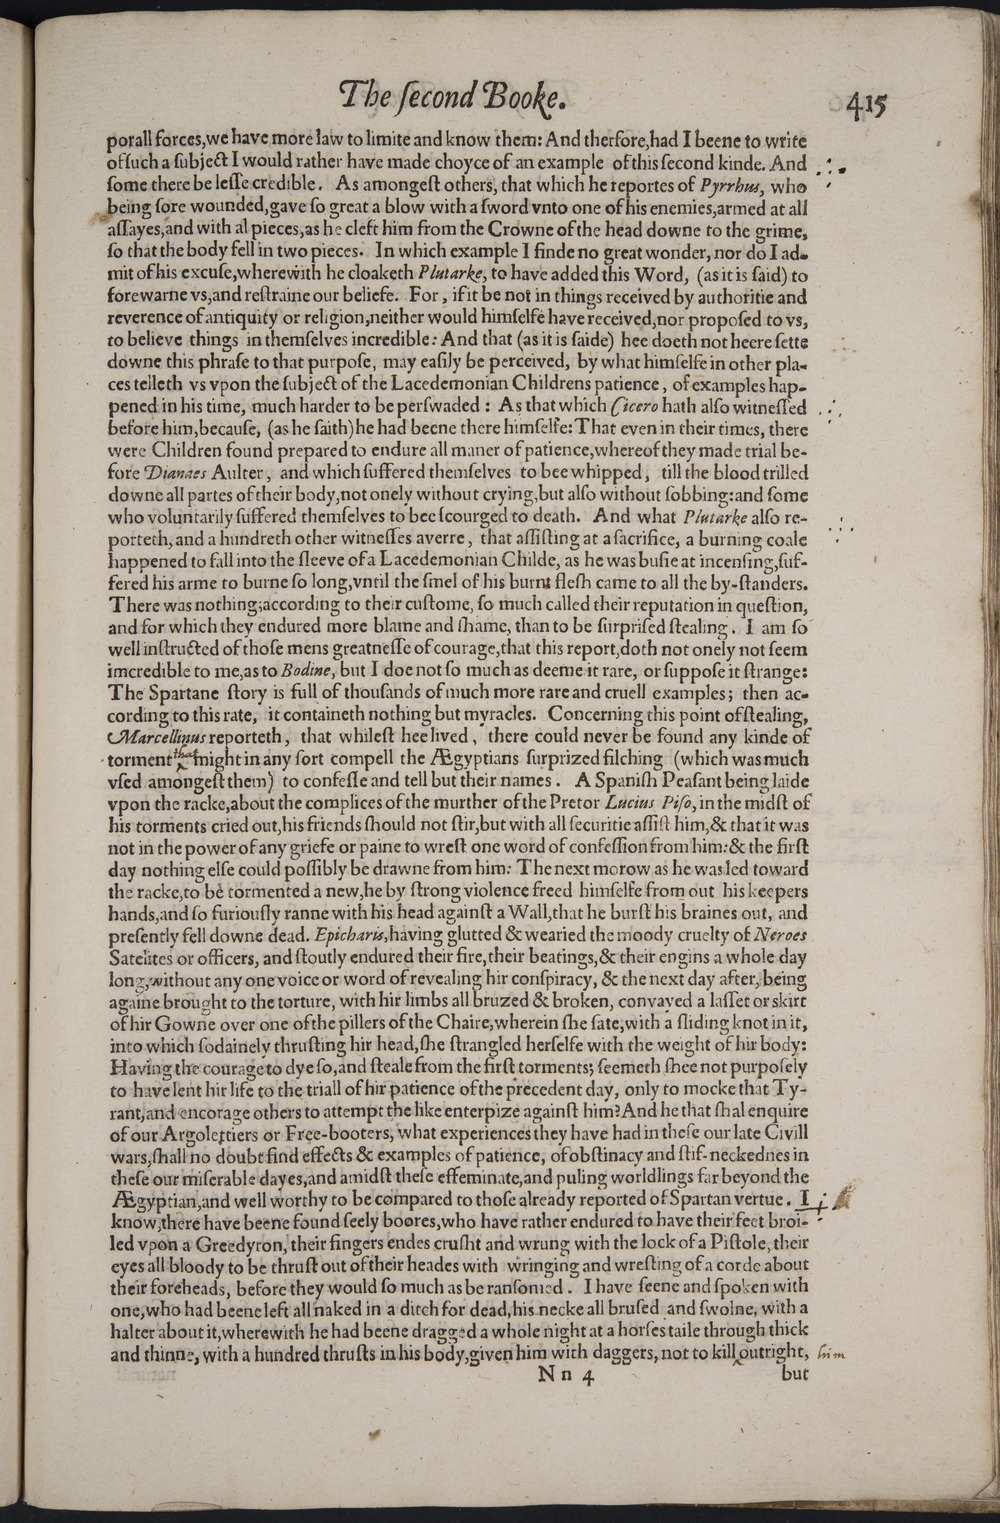 The ſecond Booke. 415
porall forces,we have more law to limite and know them: And therfore,had I beene to write
of ſuch a ſubject I would rather have made choyce of an example of this ſecond kinde. And
ſome there be leſſe credible. As amongeſt others, that which he reportes of Pyrrhus, who
being ſore wounded,gave ſo great a blow with a ſword vnto one of his enemies,armed at all
aſſayes,and with al pieces,as he cleft him from the Crowne of the head downe to the grime,
ſo that the body fell in two pieces. In which example I finde no great wonder, nor do I ad-
mit of his excuſe,wherewith he cloaketh Plutarke, to have added this Word, (as it is ſaid) to
forewarne vs,and reſtraine our beliefe. For, if it be not in things received by authoritie and
reverence of antiquity or religion,neither would himſelfe have received,nor propoſed to vs,
to believe things in themſelves incredible: And that (as it is ſaide) hee doeth not heere ſette
downe this phraſe to that purpoſe, may eaſily be perceived, by what himſelfe in other pla-
ces telleth vs vpon the ſubject of the Lacedemonian Childrens patience, of examples hap-
pened in his time, much harder to be perſwaded : As that which Cicero hath alſo witneſſed
before him,becauſe, (as he ſaith) he had beene there himſelfe: That even in their times, there
were Children found prepared to endure all maner of patience,whereof they made trial be-
fore Dianaes Aulter, and which ſuffered themſelves to bee whipped, till the blood trilled
downe all partes of their body,not onely without crying,but alſo without ſobbing:and ſome
who voluntarily ſuffered themſelves to bee ſcourged to death. And what Plutarke alſo re-
porteth, and a hundreth other witneſſes averre, that aſſiſting at a ſacrifice, a burning coale
happened to fall into the ſleeve of a Lacedemonian Childe, as he was buſie at incenſing,ſuf-
fered his arme to burne ſo long,vntil the ſmel of his burnt fleſh came to all the by-ſtanders.
There was nothing;according to their cuſtome, ſo much called their reputation in queſtion,
and for which they endured more blame and ſhame, than to be ſurpriſed ſtealing. I am ſo
well inſtructed of thoſe mens greatneſſe of courage,that this report,doth not onely not ſeem
imcredible to me,as to Bodine, but I doe not ſo much as deeme it rare, or ſuppoſe it ſtrange:
The Spartane ſtory is full of thouſands of much more rare and cruell examples; then ac-
cording to this rate, it containeth nothing but myracles. Concerning this point of ſtealing,
Marcellinus reporteth, that whileſt hee lived, there could never be found any kinde of
torment that might in any ſort compell the Ægyptians ſurprized filching (which was much
vſed amongeſt them) to confeſſe and tell but their names. A Spaniſh Peaſant being laide
vpon the racke,about the complices of the murther of the Pretor Lucius Piſo, in the midſt of
his torments cried out,his friends ſhould not ſtir,but with all ſecuritie aſſiſt him,& that it was
not in the power of any griefe or paine to wreſt one word of confeſſion from him:& the firſt
day nothing elſe could poſſibly be drawne from him: The next morow as he was led toward
the racke,to be tormented a new,he by ſtrong violence freed himſelfe from out his keepers
hands,and ſo furiouſly ranne with his head againſt a Wall,that he burſt his braines out, and
preſently fell downe dead. Epicharis,having glutted & wearied the moody cruelty of Neroes
Satelites or officers, and ſtoutly endured their fire,their beatings,& their engins a whole day
long,without any one voice or word of revealing hir conſpiracy, & the next day after, being
againe brought to the torture, with hir limbs all bruzed & broken, convayed a laſſet or skirt
of hir Gowne over one of the pillers of the Chaire,wherein ſhe ſate,with a ſliding knot in it,
into which ſodainely thruſting hir head,ſhe ſtrangled herſelfe with the weight of hir body:
Having the courage to dye ſo,and ſteale from the firſt torments; ſeemeth ſhee not purpoſely
to have lent hir life to the triall of hir patience of the precedent day, only to mocke that Ty-
rant,and encorage others to attempt the like enterpize againſt him? And he that ſhal enquire
of our Argolettiers or Free-booters, what experiences they have had in theſe our late Civill
wars,ſhall no doubt find effects & examples of patience, of obſtinacy and ſtif-neckednes in
theſe our miſerable dayes,and amidſt theſe effeminate,and puling worldlings far beyond the
Ægyptian,and well worthy to be compared to thoſe already reported of Spartan vertue. I
know,there have beene found ſeely boores,who have rather endured to have their feet broi-
led vpon a Greedyron, their fingers endes cruſht and wrung with the lock of a Piſtole, their
eyes all bloody to be thruſt out of their heades with wringing and wreſting of a corde about
their foreheads, before they would ſo much as be ranſomed. I have ſeene and ſpoken with
one,who had beene left all naked in a ditch for dead,his necke all bruſed and ſwolne, with a
halter about it,wherewith he had beene dragged a whole night at a horſes taile through thick
and thinne, with a hundred thruſts in his body,given him with daggers, not to kill outright, him
N n 4 but